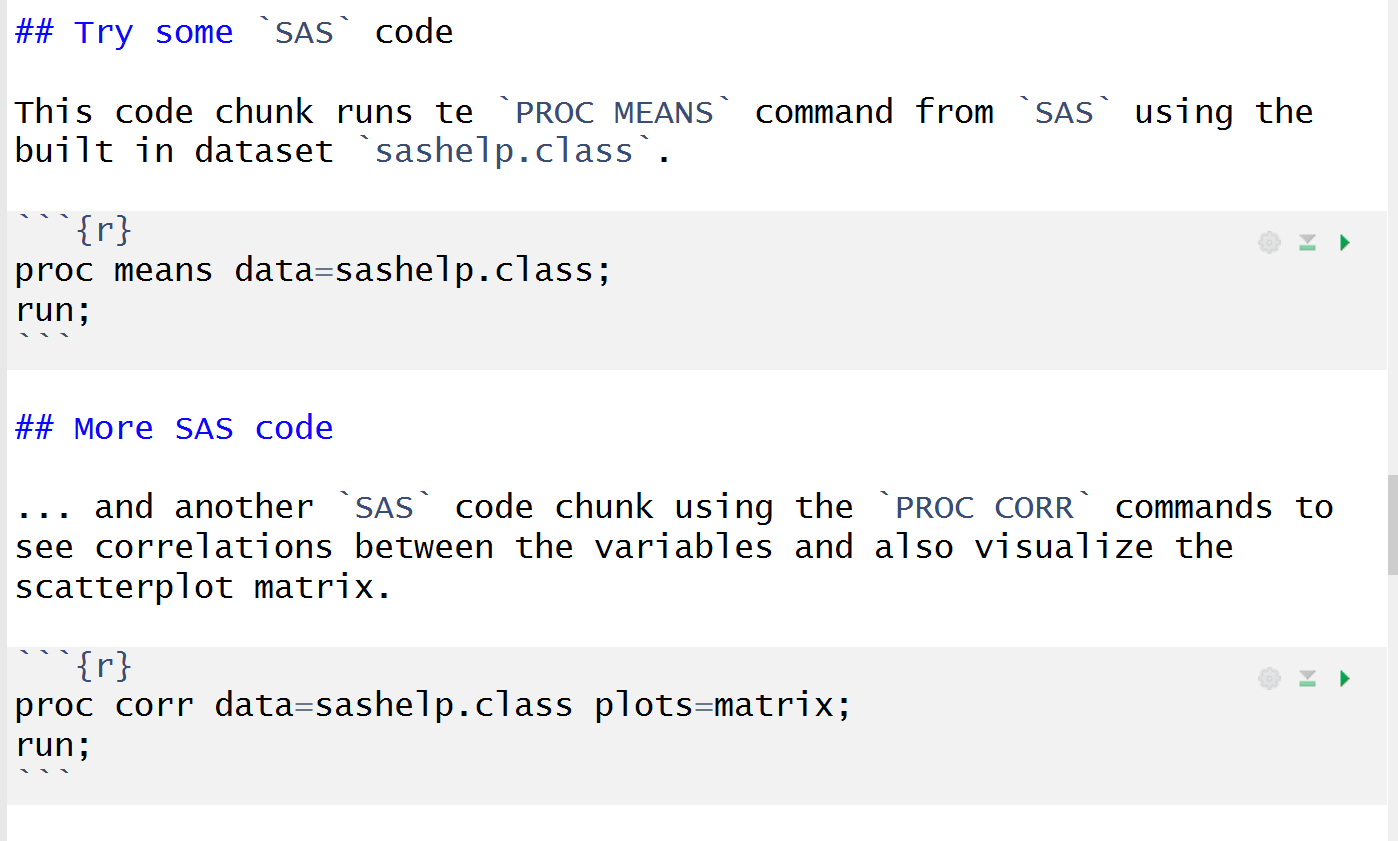 ## Try some `SAS` code
This code chunk runs te `PROC MEANS` command from `SAS` using the
built in dataset `sashelp.class`.
```{r}
proc means data=sashelp.class;
run;
```
## More SAS code
... and another `SAS` code chunk using the `PROC CORR` commands to
see correlations between the variables and also visualize the
scatterplot matrix.
```{r}
proc corr data=sashelp.class plots=matrix;
run;
```